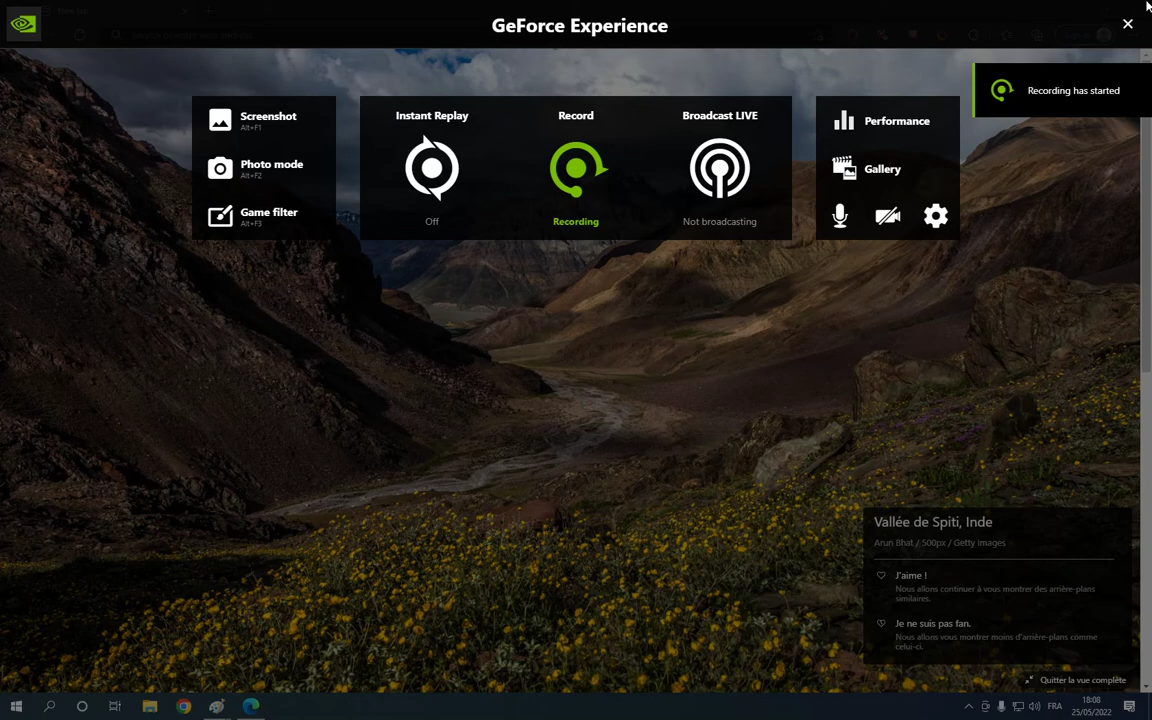 GeForce Experience
Recording has started
Screenshot
Alt+F1
Photo mode
Alt+F2
Game filter
Alt+F3
Instant Replay
Off
Record
Recording
Broadcast LIVE
Not broadcasting
Performance
Gallery
Vallée de Spiti, Inde
Arun Bhat / 500px / Getty Images
J'aime !
Nous allons continuer à vous montrer des arrière-plans
similaires.
Je ne suis pas fan.
Nous allons vous montrer moins d'arrière-plans comme
celui-ci.
Quitter la vue complète
FRA
18:08
25/05/2022